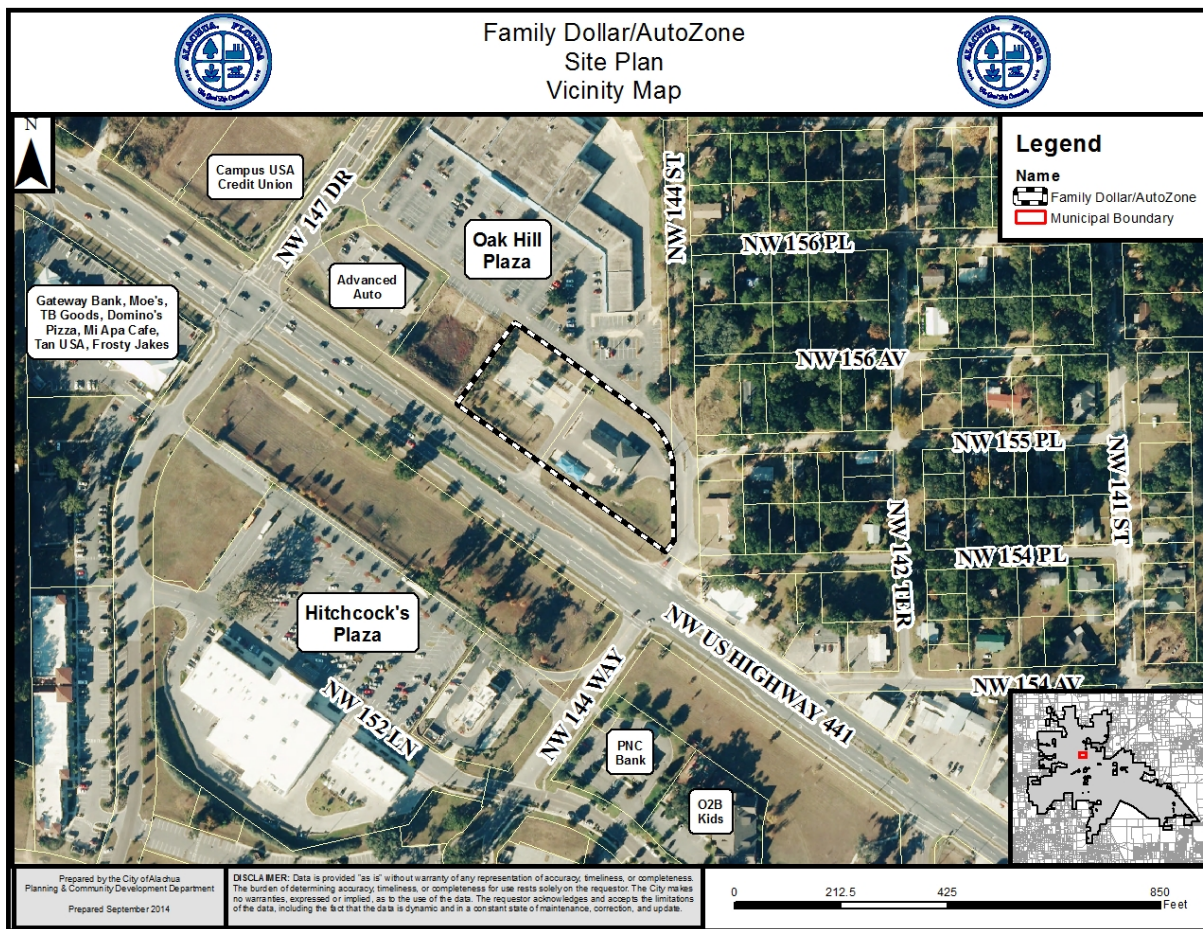 Family Dollar/AutoZone
Site Plan
Vicinity Map
ALACHUA, FLORIDA
ALACHUA, FLORIDA
N
Legend
Name
Family Dollar/AutoZone
Municipal Boundary
Campus USA
Credit Union
NW 147 DR
Oak Hill
Plaza
NW 144 ST
NW 156 PL
Advanced
Auto
Gateway Bank, Moe's,
TB Goods, Domino's
Pizza, Mi Apa Cafe,
Tan USA, Frosty Jakes
NW 156 AV
NW 155 PL
NW 141 ST
NW 142 TER
NW 154 PL
Hitchcock's
Plaza
NW US HIGHWAY 441
NW 154 AV
NW 152 LN
NW 144 WAY
PNC
Bank
O2B
Kids
Prepared by the City of Alachua
Planning & Community Development Department
Prepared September 2014
DISCLAIMER: Data is provided "as is" without warranty of any representation of accuracy, timeliness, or completeness.
The burden of determining accuracy, timeliness, or completeness for use rests solely on the requestor. The City makes
no warranties, expressed or implied, as to the use of the data. The requestor acknowledges and accepts the limitations
of the data, including the fact that the data is dynamic and in a constant state of maintenance, correction, and update.
0 212.5 425 850
Feet